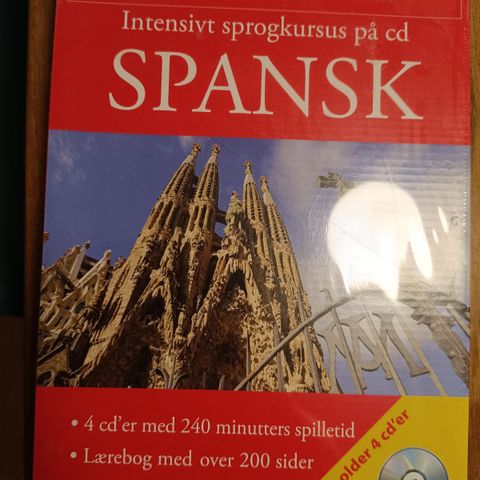 Intensivt sprogkursus på cd
SPANSK
• 4 cd'er med 240 minutters spilletid
• Lærebog med over 200 sider
older 4 cd'er